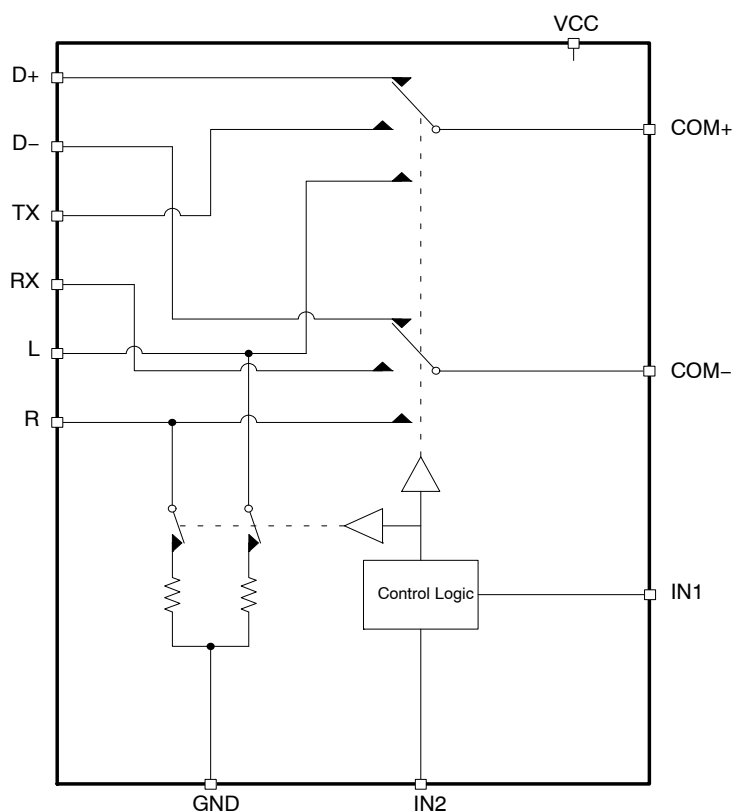 VCC
D+
COM+
D−
TX
RX
L
COM−
R
Control Logic
IN1
GND
IN2